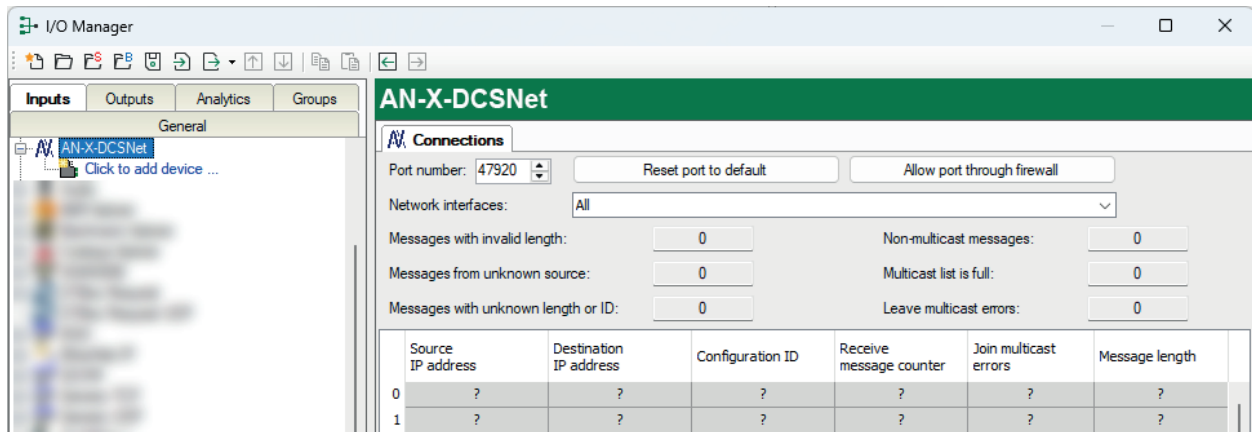 I/O Manager
Inputs Outputs Analytics Groups
General
AN-X-DCSNet
Click to add device ...
AN-X-DCSNet
Connections
Port number: 47920 Reset port to default Allow port through firewall
Network interfaces: All
Messages with invalid length: 0 Non-multicast messages: 0
Messages from unknown source: 0 Multicast list is full: 0
Messages with unknown length or ID: 0 Leave multicast errors: 0
Source IP address Destination IP address Configuration ID Receive message counter Join multicast errors Message length
0 ? ? ? ? ? ?
1 ? ? ? ? ? ?